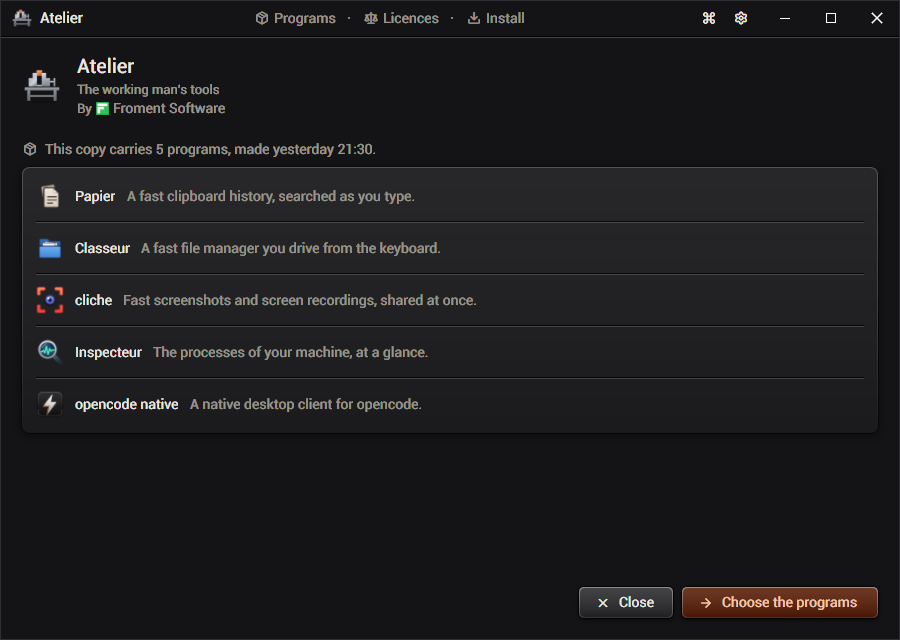 Atelier
Programs · Licences · Install
Atelier
The working man's tools
By Froment Software
This copy carries 5 programs, made yesterday 21:30.
Papier A fast clipboard history, searched as you type.
Classeur A fast file manager you drive from the keyboard.
cliche Fast screenshots and screen recordings, shared at once.
Inspecteur The processes of your machine, at a glance.
opencode native A native desktop client for opencode.
Close
Choose the programs